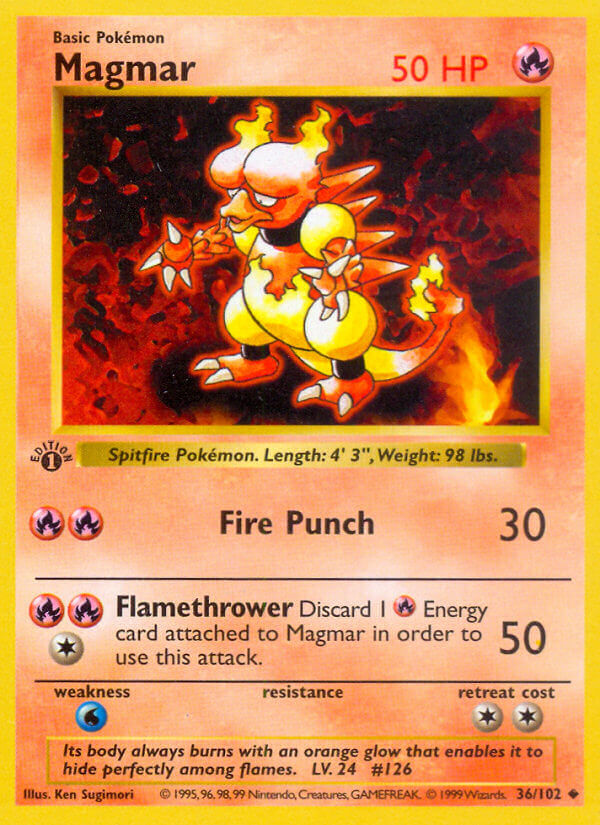 Basic Pokémon
Magmar 50 HP
EDITION 1
Spitfire Pokémon. Length: 4' 3", Weight: 98 lbs.
Fire Punch 30
Flamethrower Discard 1 Energy
card attached to Magmar in order to
use this attack. 50
weakness resistance retreat cost
Its body always burns with an orange glow that enables it to
hide perfectly among flames. LV. 24 #126
Illus. Ken Sugimori © 1995, 96, 98, 99 Nintendo, Creatures, GAMEFREAK. © 1999 Wizards. 36/102